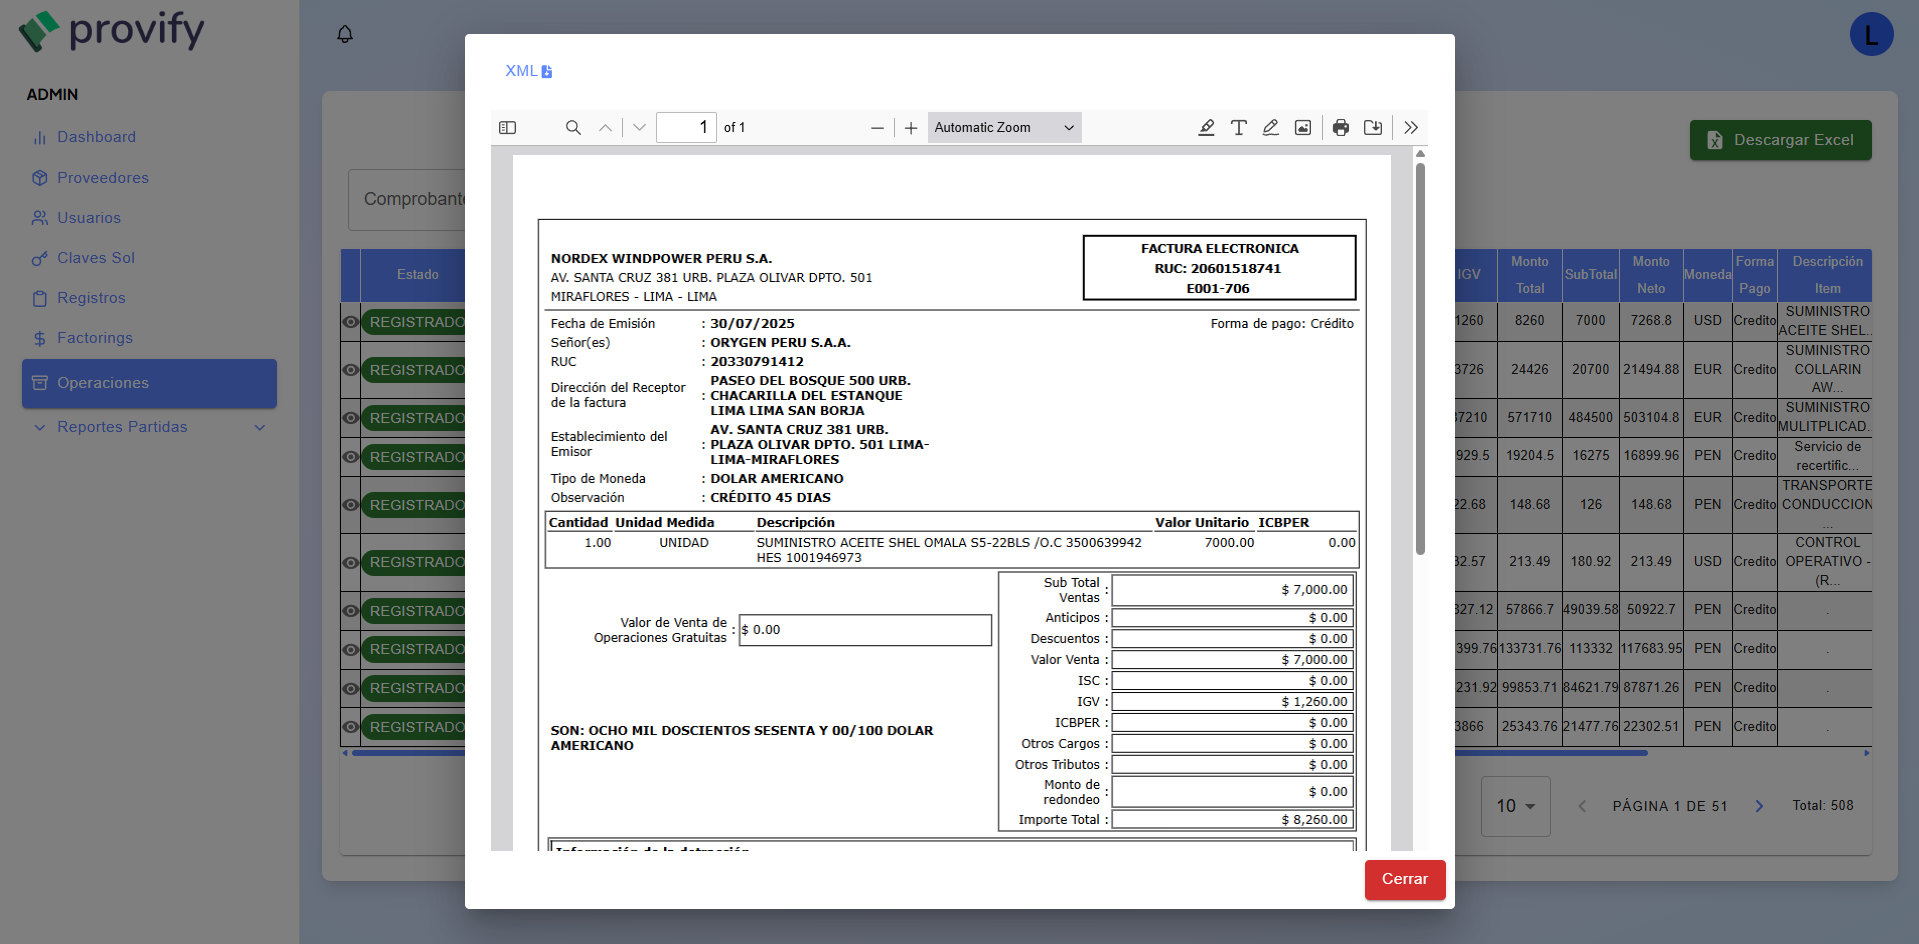 provify
ADMIN
Dashboard
Proveedores
Usuarios
Claves Sol
Registros
Factorings
Operaciones
Reportes Partidas
L
Descargar Excel
Estado
IGV
Monto Total
SubTotal
Monto Neto
Moneda
Forma Pago
Descripción Item
REGISTRADO
1260 8260 7000 7268.8 USD Credito SUMINISTRO ACEITE SHEL...
REGISTRADO
3726 24426 20700 21494.88 EUR Credito SUMINISTRO COLLARIN AW...
REGISTRADO
7210 571710 484500 503104.8 EUR Credito SUMINISTRO MULITPLICAD...
REGISTRADO
929.5 19204.5 16275 16899.96 PEN Credito Servicio de recertific...
REGISTRADO
22.68 148.68 126 148.68 PEN Credito TRANSPORTE CONDUCCION ...
REGISTRADO
32.57 213.49 180.92 213.49 USD Credito CONTROL OPERATIVO - (R...
REGISTRADO
827.12 57866.7 49039.58 50922.7 PEN Credito .
REGISTRADO
399.76 133731.76 113332 117683.95 PEN Credito .
REGISTRADO
231.92 99853.71 84621.79 87871.26 PEN Credito .
REGISTRADO
3866 25343.76 21477.76 22302.51 PEN Credito .
10
PÁGINA 1 DE 51
Total: 508
XML
1 of 1
Automatic Zoom
NORDEX WINDPOWER PERU S.A.
AV. SANTA CRUZ 381 URB. PLAZA OLIVAR DPTO. 501
MIRAFLORES - LIMA - LIMA
FACTURA ELECTRONICA
RUC: 20601518741
E001-706
Fecha de Emisión : 30/07/2025
Forma de pago: Crédito
Señor(es) : ORYGEN PERU S.A.A.
RUC : 20330791412
Dirección del Receptor de la factura : PASEO DEL BOSQUE 500 URB.
CHACARILLA DEL ESTANQUE
LIMA LIMA SAN BORJA
Establecimiento del Emisor : AV. SANTA CRUZ 381 URB.
PLAZA OLIVAR DPTO. 501 LIMA-
LIMA-MIRAFLORES
Tipo de Moneda : DOLAR AMERICANO
Observación : CRÉDITO 45 DIAS
Cantidad Unidad Medida Descripción Valor Unitario ICBPER
1.00 UNIDAD SUMINISTRO ACEITE SHEL OMALA S5-22BLS /O.C 3500639942 7000.00 0.00
HES 1001946973
Valor de Venta de
Operaciones Gratuitas : $ 0.00
SON: OCHO MIL DOSCIENTOS SESENTA Y 00/100 DOLAR
AMERICANO
Sub Total Ventas : $ 7,000.00
Anticipos : $ 0.00
Descuentos : $ 0.00
Valor Venta : $ 7,000.00
ISC : $ 0.00
IGV : $ 1,260.00
ICBPER : $ 0.00
Otros Cargos : $ 0.00
Otros Tributos : $ 0.00
Monto de redondeo : $ 0.00
Importe Total : $ 8,260.00
Información de la detracción
Cerrar